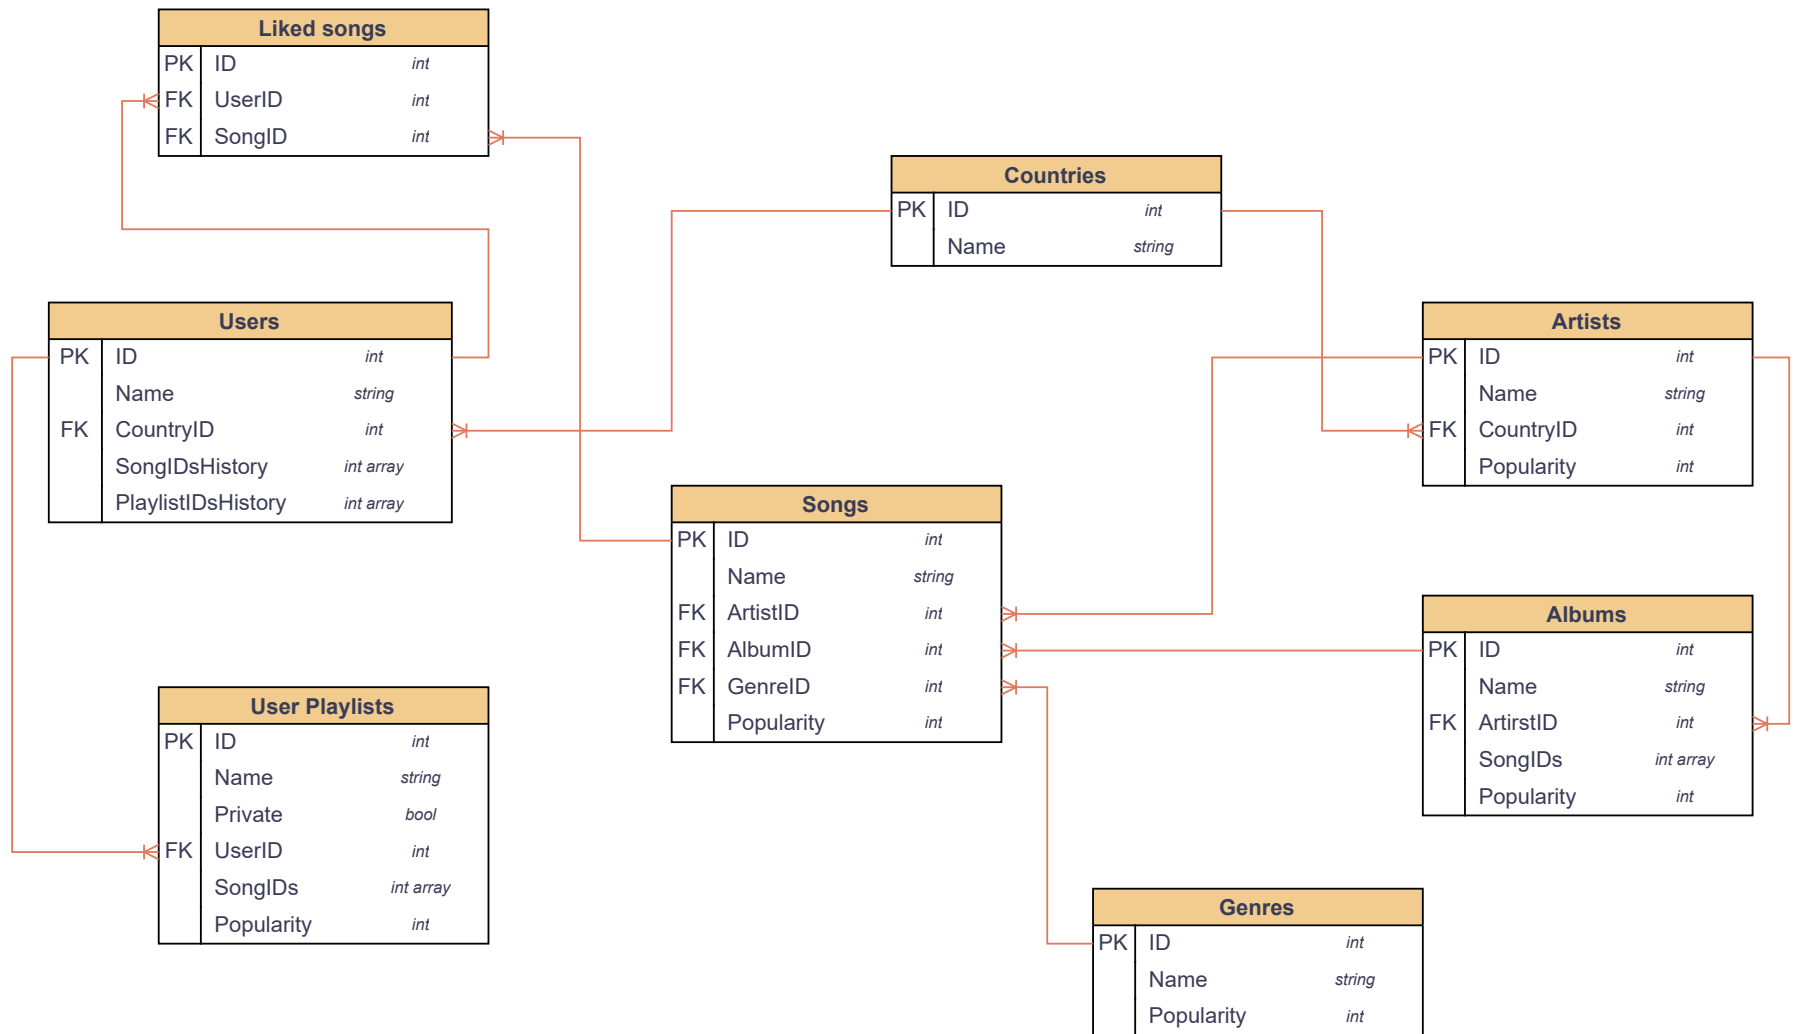 Liked songs
PK ID int
FK UserID int
FK SongID int
Countries
PK ID int
Name string
Users
PK ID int
Name string
FK CountryID int
SongIDsHistory int array
PlaylistIDsHistory int array
Artists
PK ID int
Name string
FK CountryID int
Popularity int
Songs
PK ID int
Name string
FK ArtistID int
FK AlbumID int
FK GenreID int
Popularity int
Albums
PK ID int
Name string
FK ArtirstID int
SongIDs int array
Popularity int
User Playlists
PK ID int
Name string
Private bool
FK UserID int
SongIDs int array
Popularity int
Genres
PK ID int
Name string
Popularity int